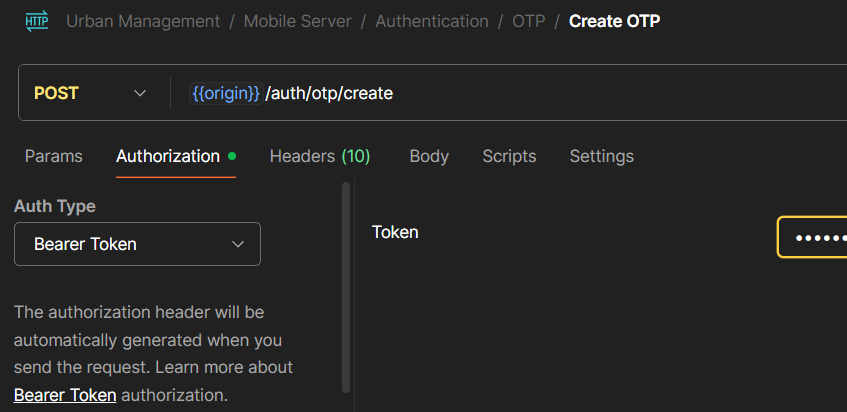 HTTP Urban Management / Mobile Server / Authentication / OTP / Create OTP
POST {{origin}}/auth/otp/create
Params Authorization Headers (10) Body Scripts Settings
Auth Type
Bearer Token
Token ••••••
The authorization header will be
automatically generated when you
send the request. Learn more about
Bearer Token authorization.